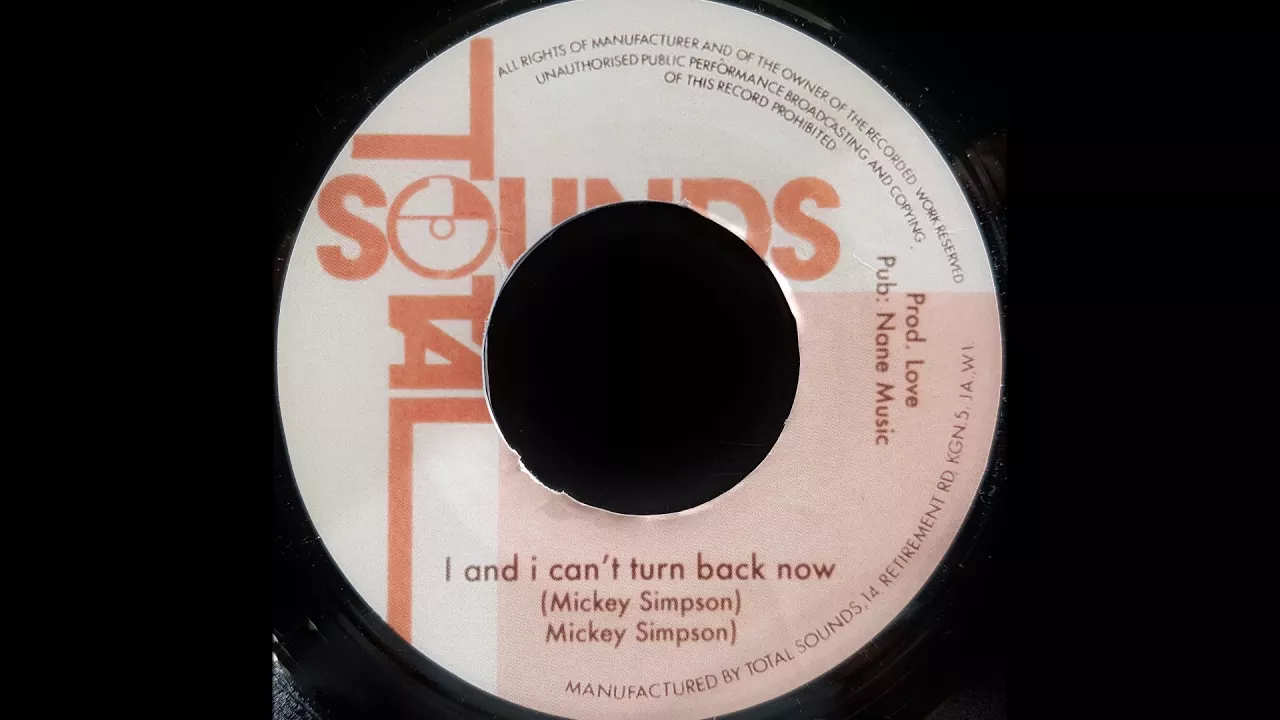 ALL RIGHTS OF MANUFACTURER AND OF THE OWNER OF THE RECORDED WORK RESERVED
UNAUTHORISED PUBLIC PERFORMANCE BROADCASTING AND COPYING
OF THIS RECORD PROHIBITED.
TOTAL
SOUNDS
Prod. Love
Pub: Nane Music
I and i can't turn back now
(Mickey Simpson)
Mickey Simpson)
MANUFACTURED BY TOTAL SOUNDS, 14 RETIREMENT RD, KGN. 5, JA., W.I